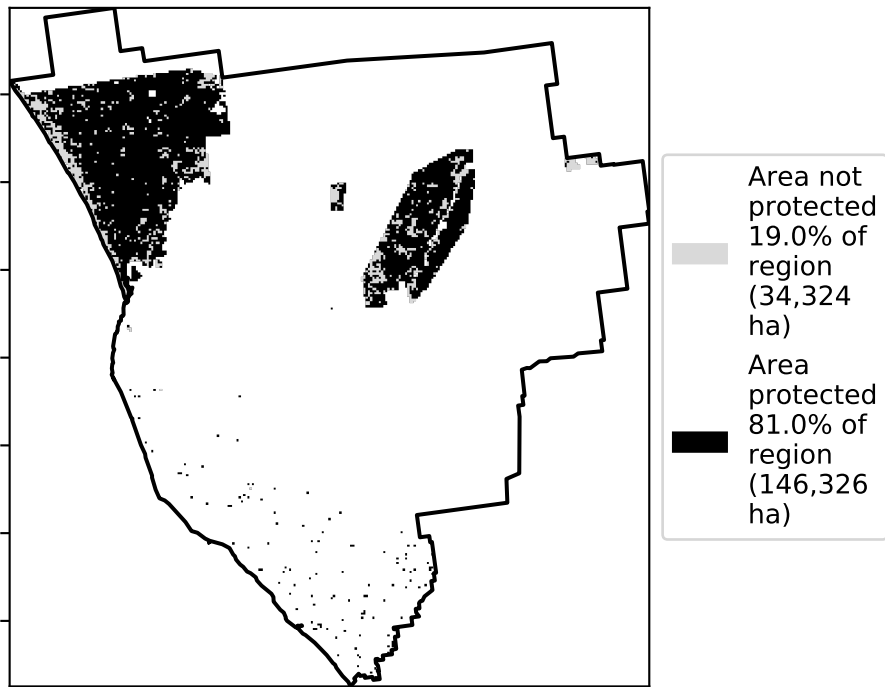 Area not
protected
19.0% of
region
(34,324
ha)
Area
protected
81.0% of
region
(146,326
ha)